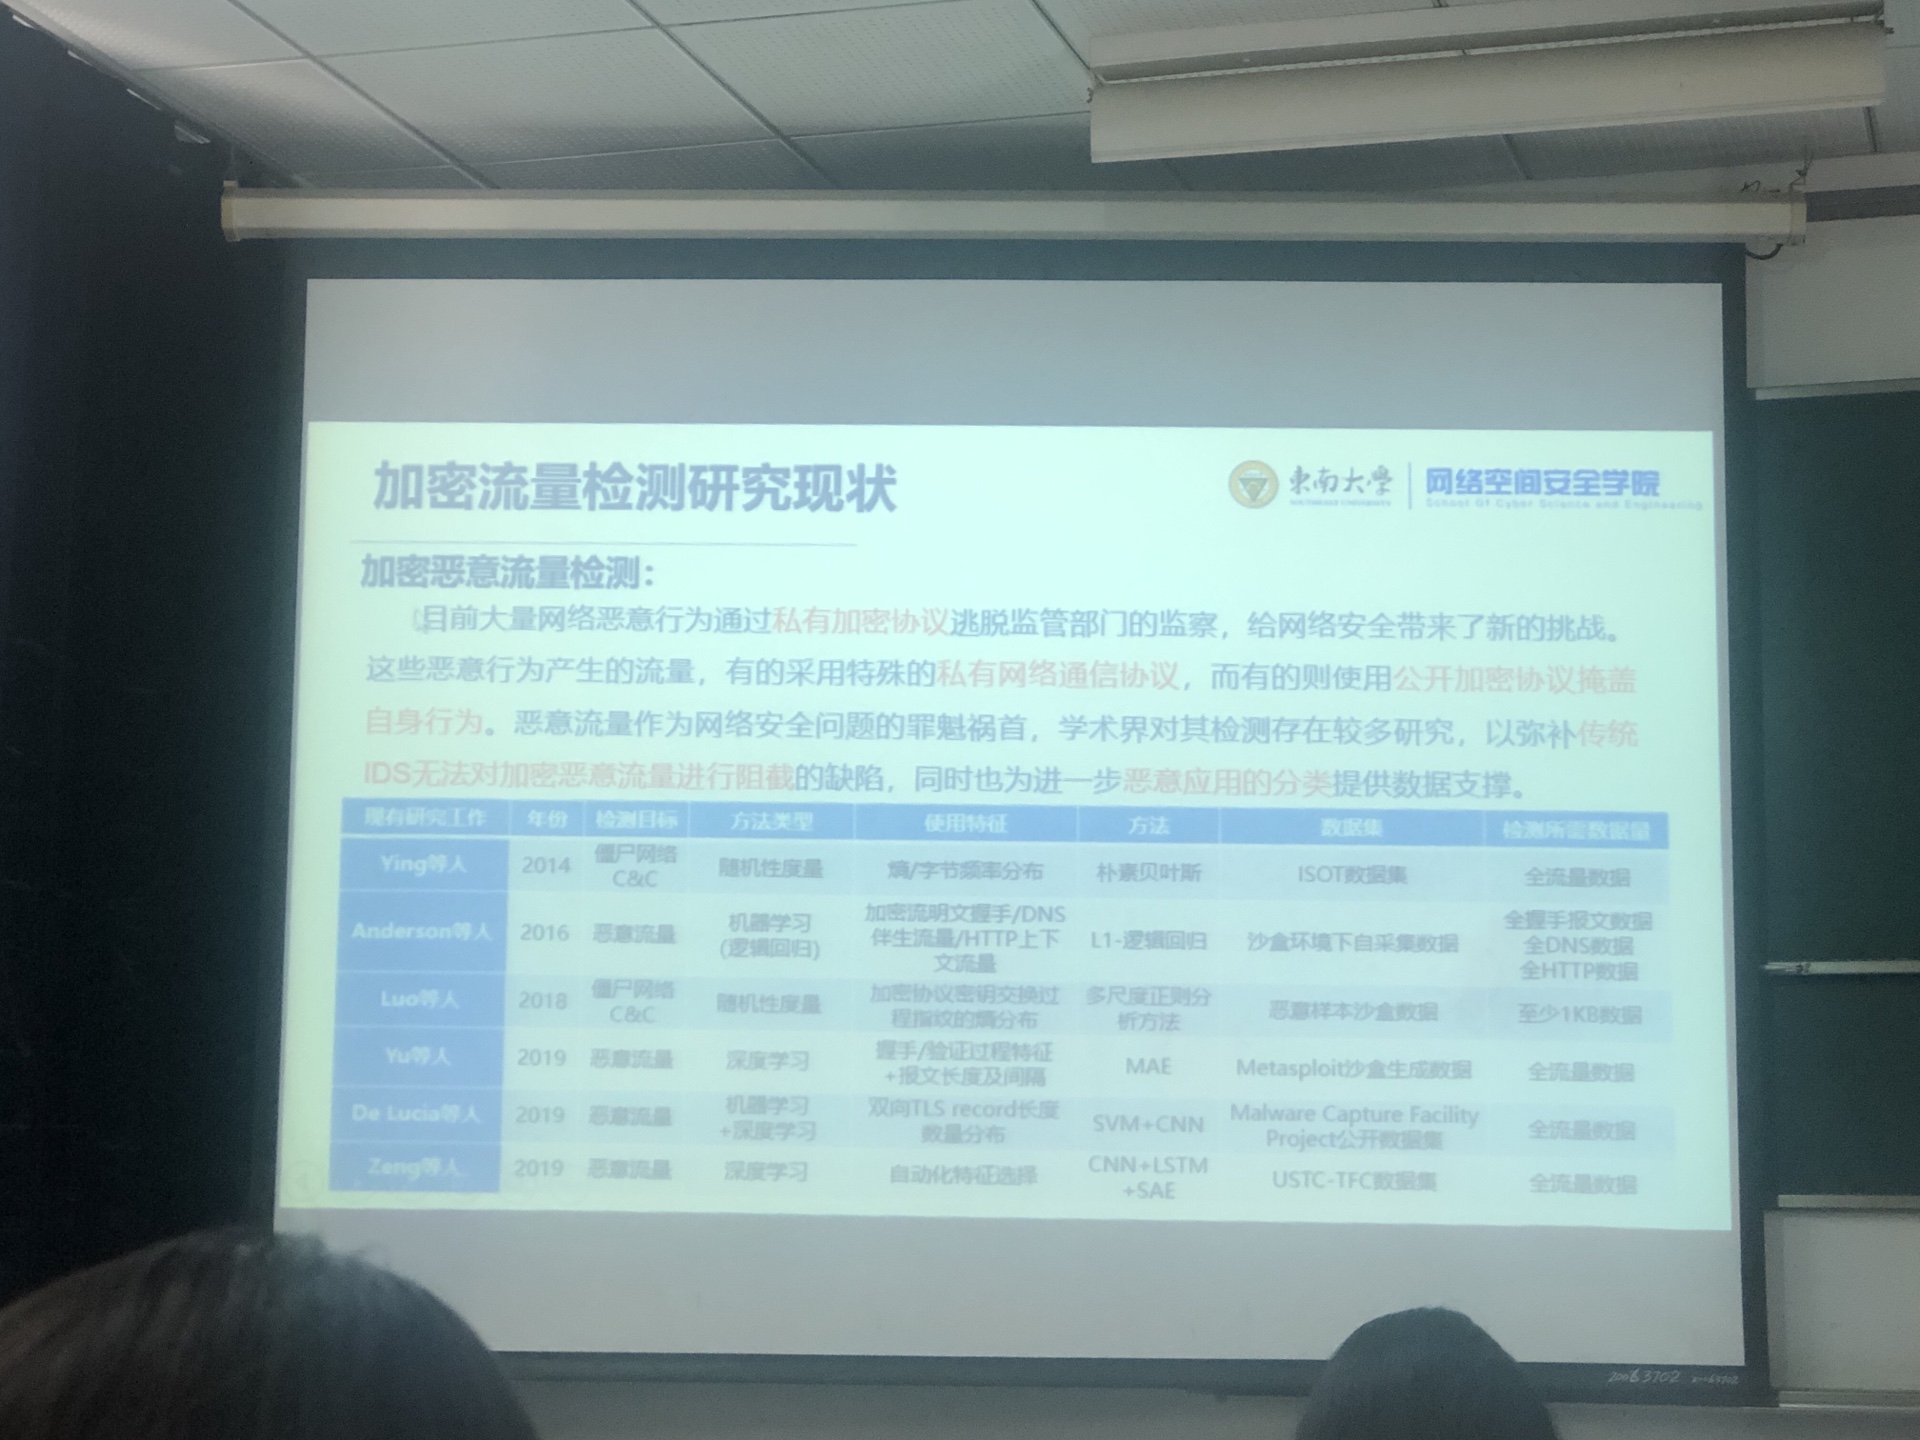 加密流量检测研究现状
東南大學 网络空间安全学院
SOUTHEAST UNIVERSITY School Of Cyber Science and Engineering
加密恶意流量检测：
目前大量网络恶意行为通过私有加密协议逃脱监管部门的监察，给网络安全带来了新的挑战。
这些恶意行为产生的流量，有的采用特殊的私有网络通信协议，而有的则使用公开加密协议掩盖
自身行为。恶意流量作为网络安全问题的罪魁祸首，学术界对其检测存在较多研究，以弥补传统
IDS无法对加密恶意流量进行阻截的缺陷，同时也为进一步恶意应用的分类提供数据支撑。
现有研究工作 年份 检测目标 方法类型 使用特征 方法 数据集 检测所需数据量
Ying等人 2014 僵尸网络 C&C 随机性度量 熵/字节频率分布 朴素贝叶斯 ISOT数据集 全流量数据
Anderson等人 2016 恶意流量 机器学习 (逻辑回归) 加密流明文握手/DNS 伴生流量/HTTP上下 文流量 L1-逻辑回归 沙盒环境下自采集数据 全握手报文数据 全DNS数据 全HTTP数据
Luo等人 2018 僵尸网络 C&C 随机性度量 加密协议密钥交换过 程指纹的熵分布 多尺度正则分 析方法 恶意样本沙盒数据 至少1KB数据
Yu等人 2019 恶意流量 深度学习 握手/验证过程特征 +报文长度及间隔 MAE Metasploit沙盒生成数据 全流量数据
De Lucia等人 2019 恶意流量 机器学习 +深度学习 双向TLS record长度 数量分布 SVM+CNN Malware Capture Facility Project公开数据集 全流量数据
Zeng等人 2019 恶意流量 深度学习 自动化特征选择 CNN+LSTM +SAE USTC-TFC数据集 全流量数据